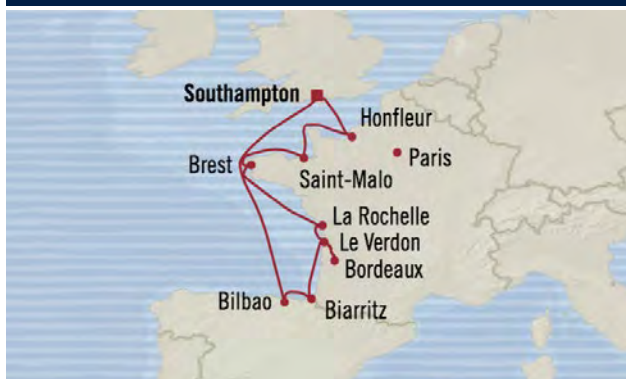 Southampton
Honfleur
Brest
Paris
Saint-Malo
La Rochelle
Le Verdon
Bordeaux
Bilbao
Biarritz